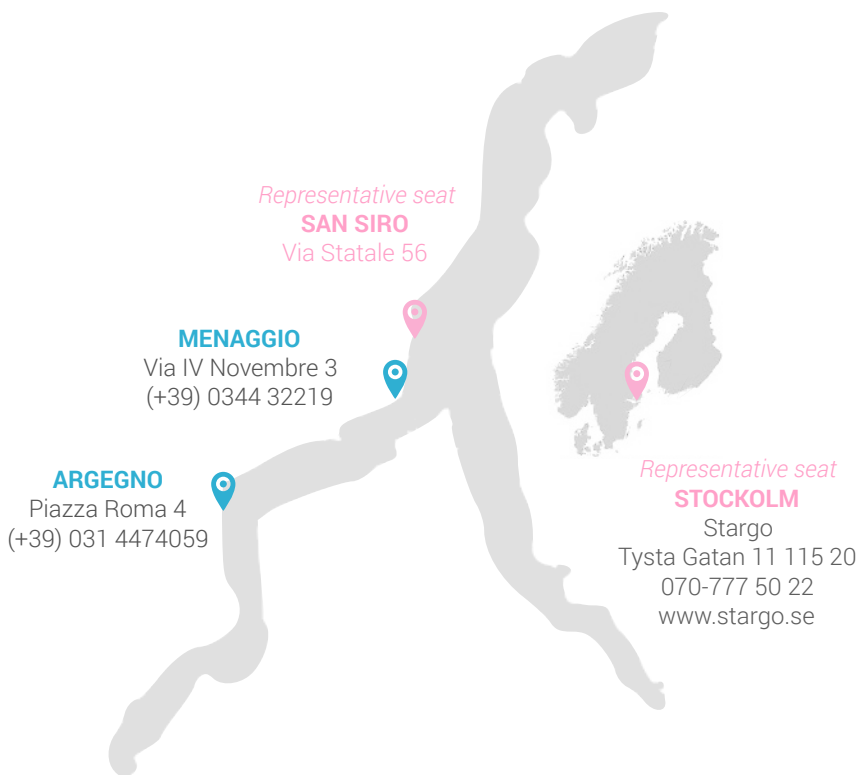 Representative seat
SAN SIRO
Via Statale 56
MENAGGIO
Via IV Novembre 3
(+39) 0344 32219
ARGEGNO
Piazza Roma 4
(+39) 031 4474059
Representative seat
STOCKOLM
Stargo
Tysta Gatan 11 115 20
070-777 50 22
www.stargo.se